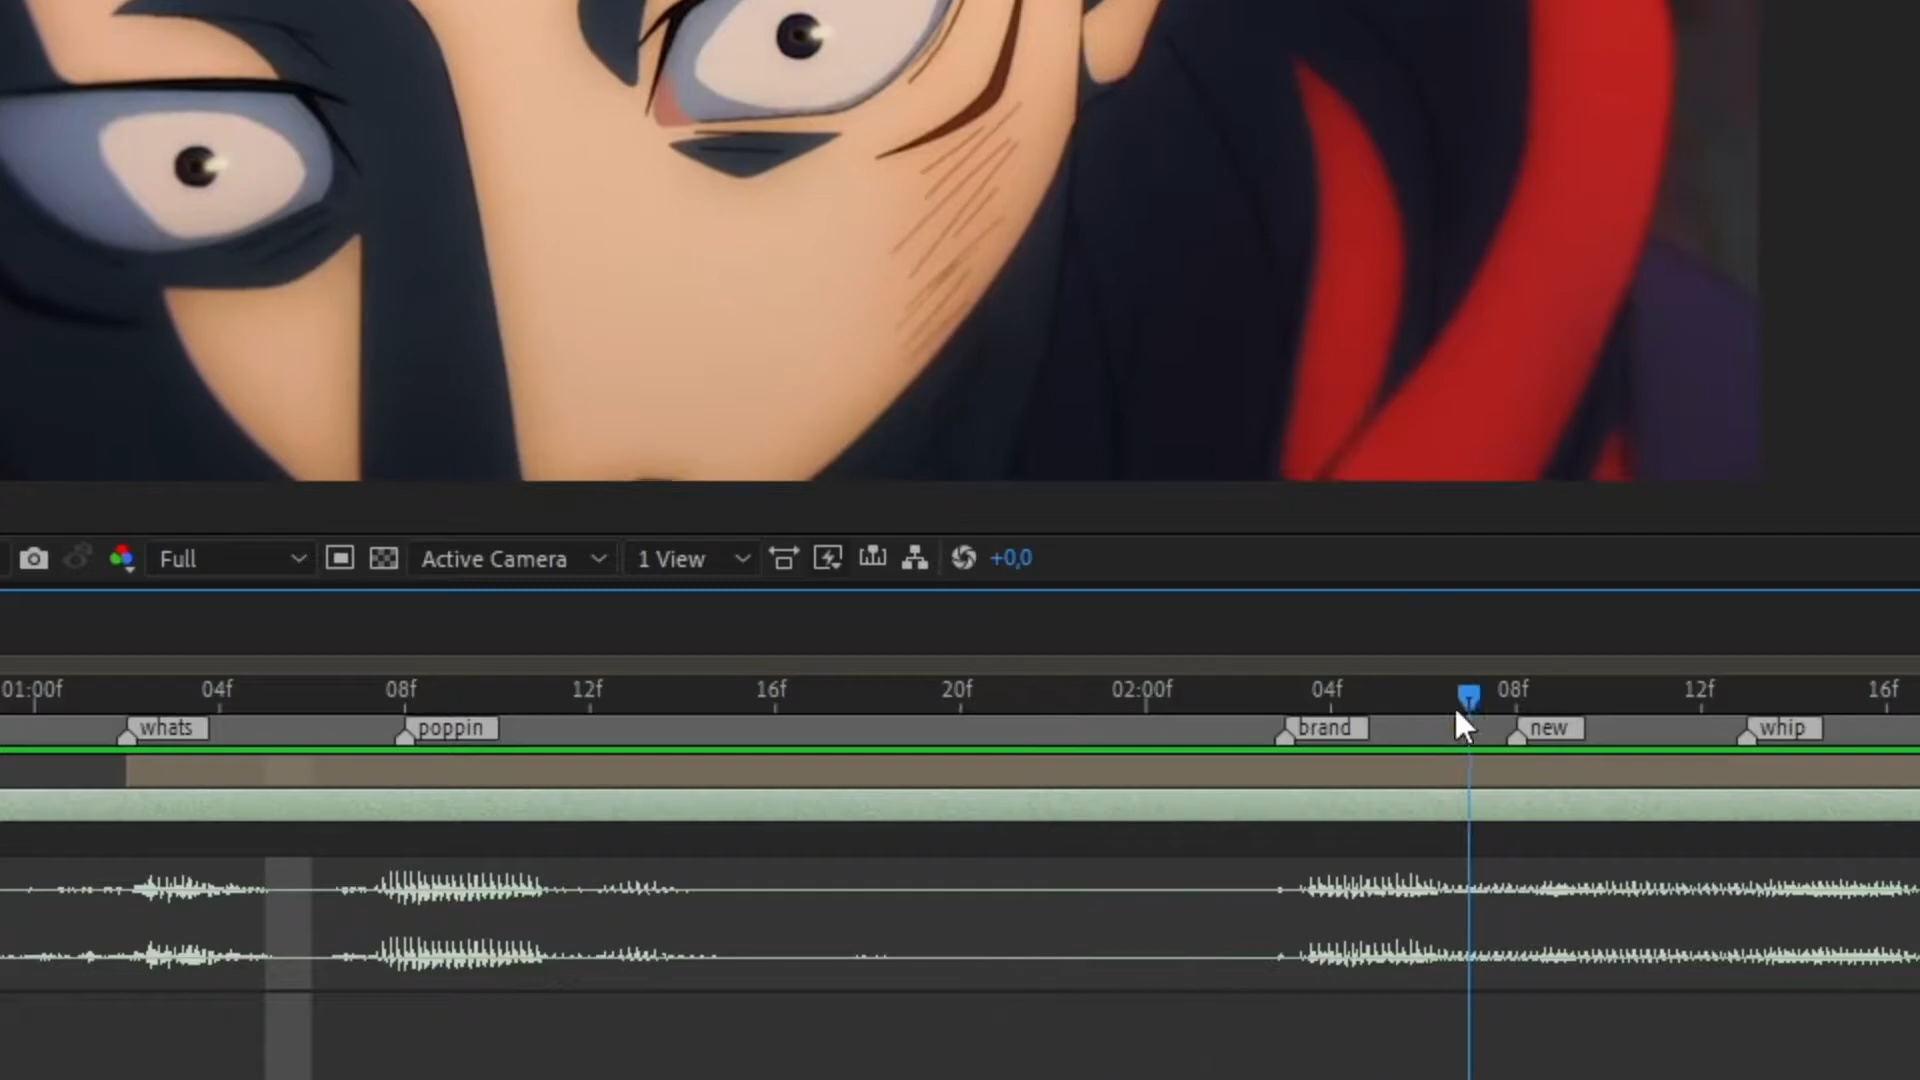 Full Active Camera 1 View +0,0
01:00f 04f 08f 12f 16f 20f 02:00f 04f 08f 12f 16f
whats poppin brand new whip